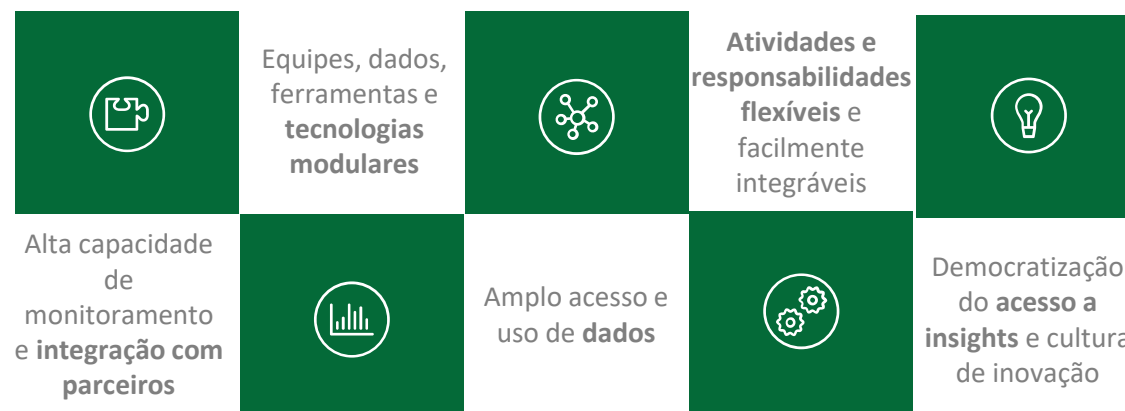 Equipes, dados,
ferramentas e
tecnologias
modulares
Atividades e
responsabilidades
flexíveis e
facilmente
integráveis
Alta capacidade
de
monitoramento
e integração com
parceiros
Amplo acesso e
uso de dados
Democratização
do acesso a
insights e cultura
de inovação